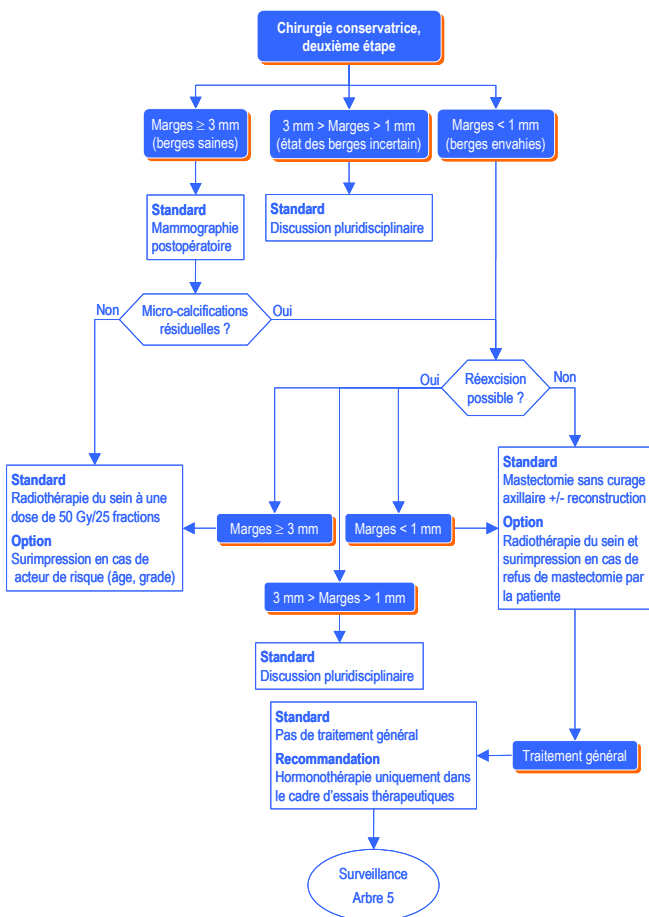 Chirurgie conservatrice,
deuxième étape
Marges ≥ 3 mm
(berges saines)
3 mm > Marges > 1 mm
(état des berges incertain)
Marges < 1 mm
(berges envahies)
Standard
Mammographie
postopératoire
Standard
Discussion pluridisciplinaire
Non
Micro-calcifications
résiduelles ?
Oui
Oui
Réexcision
possible ?
Non
Standard
Radiothérapie du sein à une
dose de 50 Gy/25 fractions
Option
Surimpression en cas de
acteur de risque (âge, grade)
Marges ≥ 3 mm
Marges < 1 mm
Standard
Mastectomie sans curage
axillaire +/- reconstruction
Option
Radiothérapie du sein et
surimpression en cas de
refus de mastectomie par
la patiente
3 mm > Marges > 1 mm
Standard
Discussion pluridisciplinaire
Standard
Pas de traitement général
Recommandation
Hormonothérapie uniquement dans
le cadre d'essais thérapeutiques
Traitement général
Surveillance
Arbre 5